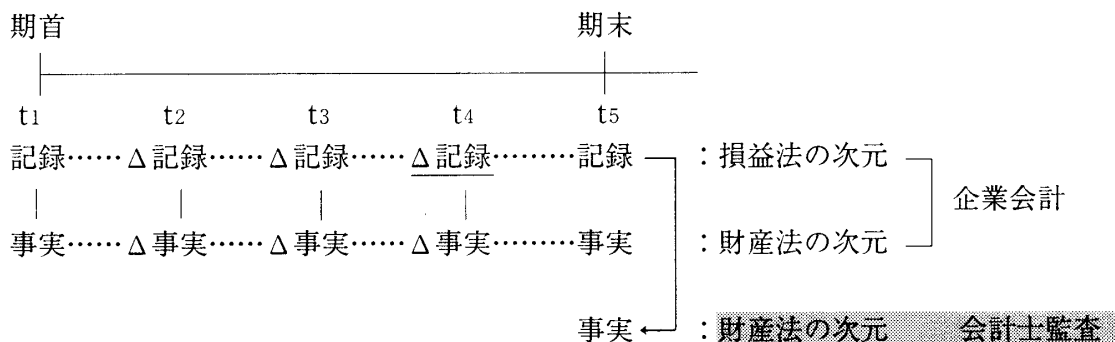 期首 期末
t1 t2 t3 t4 t5
記録……Δ記録……Δ記録……Δ記録………記録 :損益法の次元
企業会計
事実……Δ事実……Δ事実……Δ事実………事実 :財産法の次元
事実 :財産法の次元 会計士監査